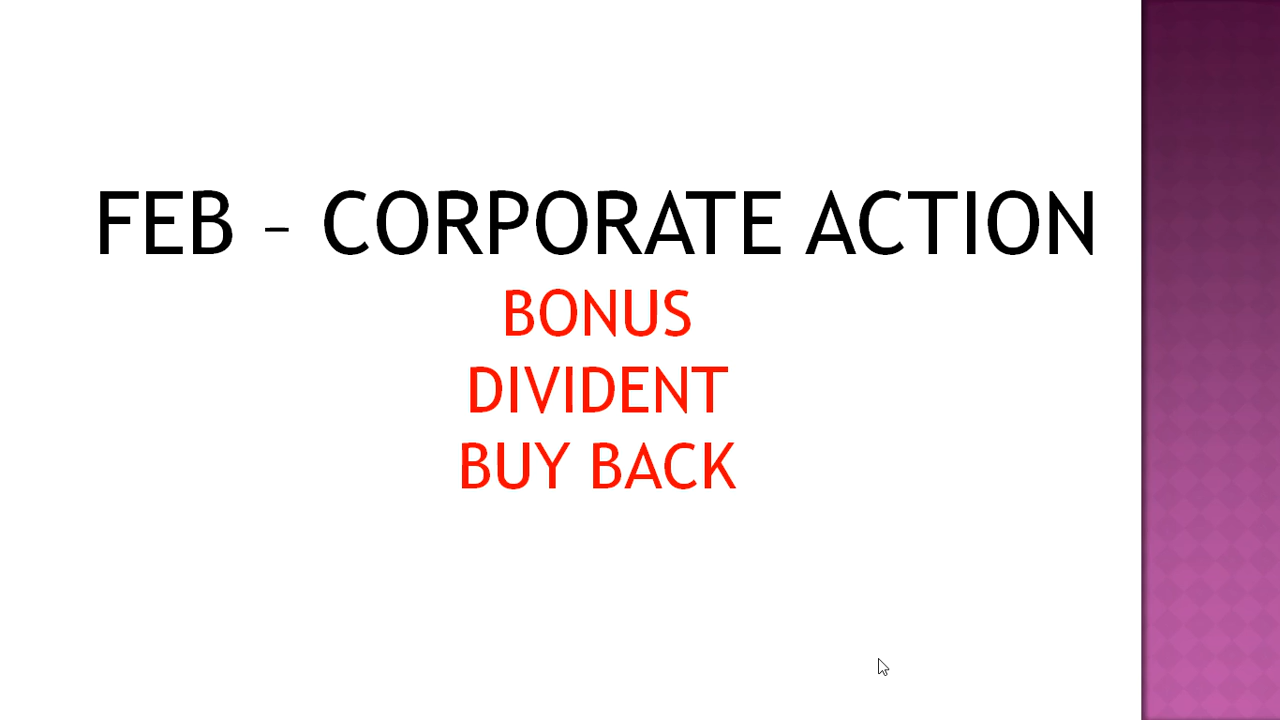 FEB – CORPORATE ACTION
BONUS
DIVIDENT
BUY BACK